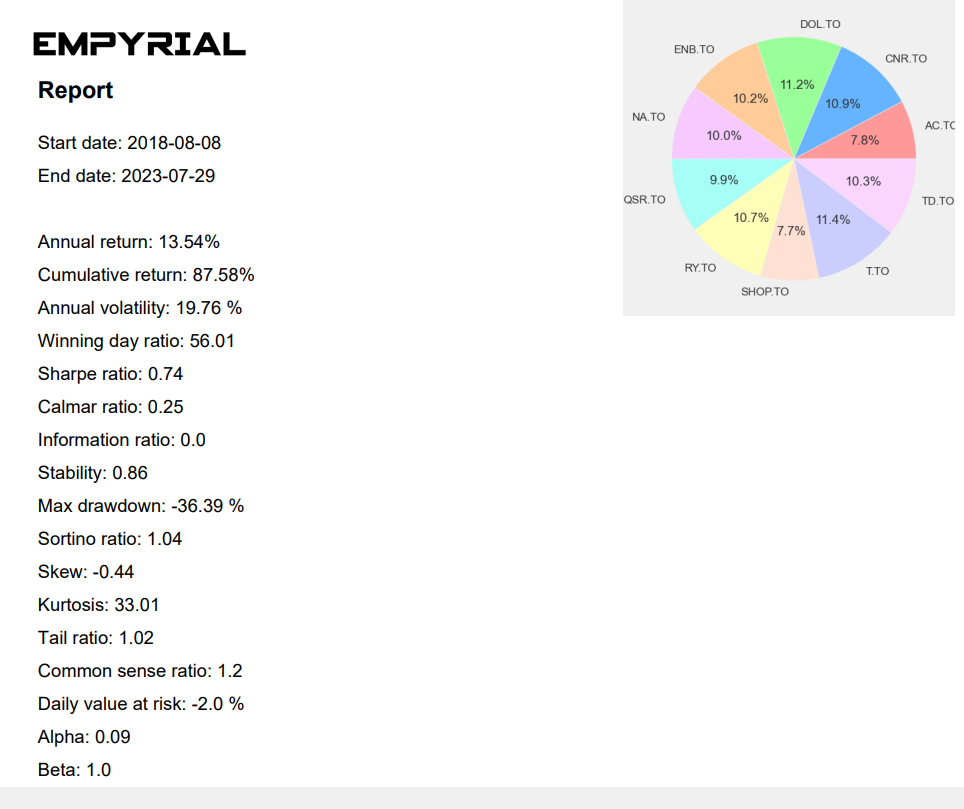 EMPYRIAL
Report
Start date: 2018-08-08
End date: 2023-07-29
Annual return: 13.54%
Cumulative return: 87.58%
Annual volatility: 19.76 %
Winning day ratio: 56.01
Sharpe ratio: 0.74
Calmar ratio: 0.25
Information ratio: 0.0
Stability: 0.86
Max drawdown: -36.39 %
Sortino ratio: 1.04
Skew: -0.44
Kurtosis: 33.01
Tail ratio: 1.02
Common sense ratio: 1.2
Daily value at risk: -2.0 %
Alpha: 0.09
Beta: 1.0
DOL.TO
ENB.TO
CNR.TO
11.2%
10.2%
10.9%
NA.TO
AC.TO
10.0%
7.8%
9.9%
10.3%
QSR.TO
TD.TO
10.7%
11.4%
7.7%
RY.TO
T.TO
SHOP.TO